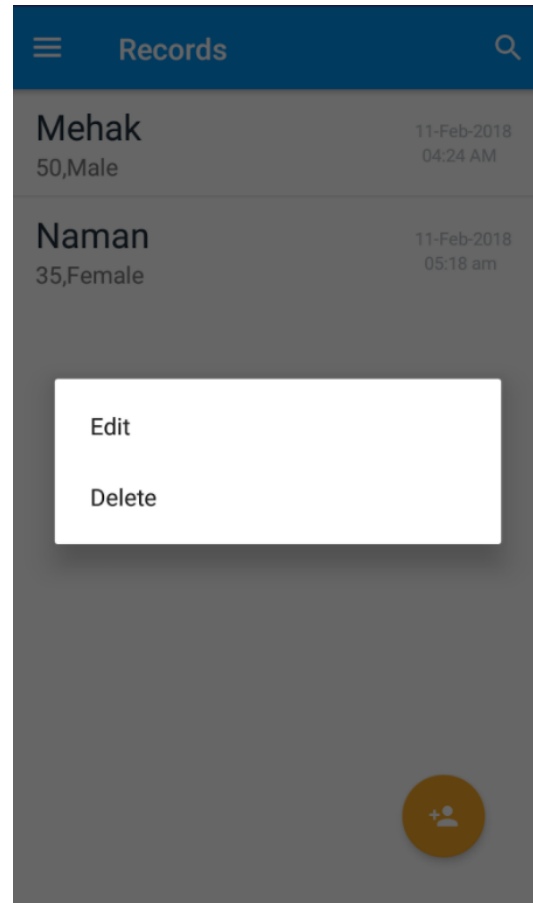 Records
Mehak
11-Feb-2018
50,Male
04:24 AM
Naman
11-Feb-2018
35,Female
05:18 am
Edit
Delete